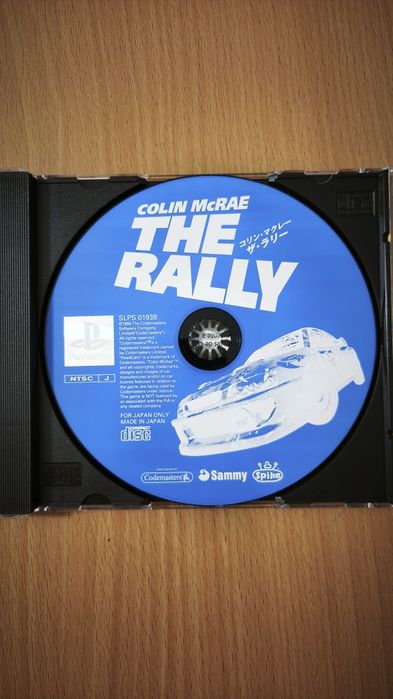 COLIN McRAE
THE
RALLY
コリン・マクレー
ザ・ラリー
SLPS 01938
©1998 The Codemasters
Software Company
Limited("Codemasters").
All rights reserved.
"Codemasters"® is a
registered trademark owned
by Codemasters Limited.
"HeadCam" is a trademark of
Codemasters. "Colin McRae ™"
and all copyrights, trademarks,
designs and images of car
manufacturers and/or on car
liveries featured in relation to
the game are being used by
Codemasters under licence.
This game is NOT licensed by
or associated with the FIA or
any related company.
PlayStation
NTSC J
FOR JAPAN ONLY
MADE IN JAPAN
COMPACT
disc
Codemasters
Sammy
Spike